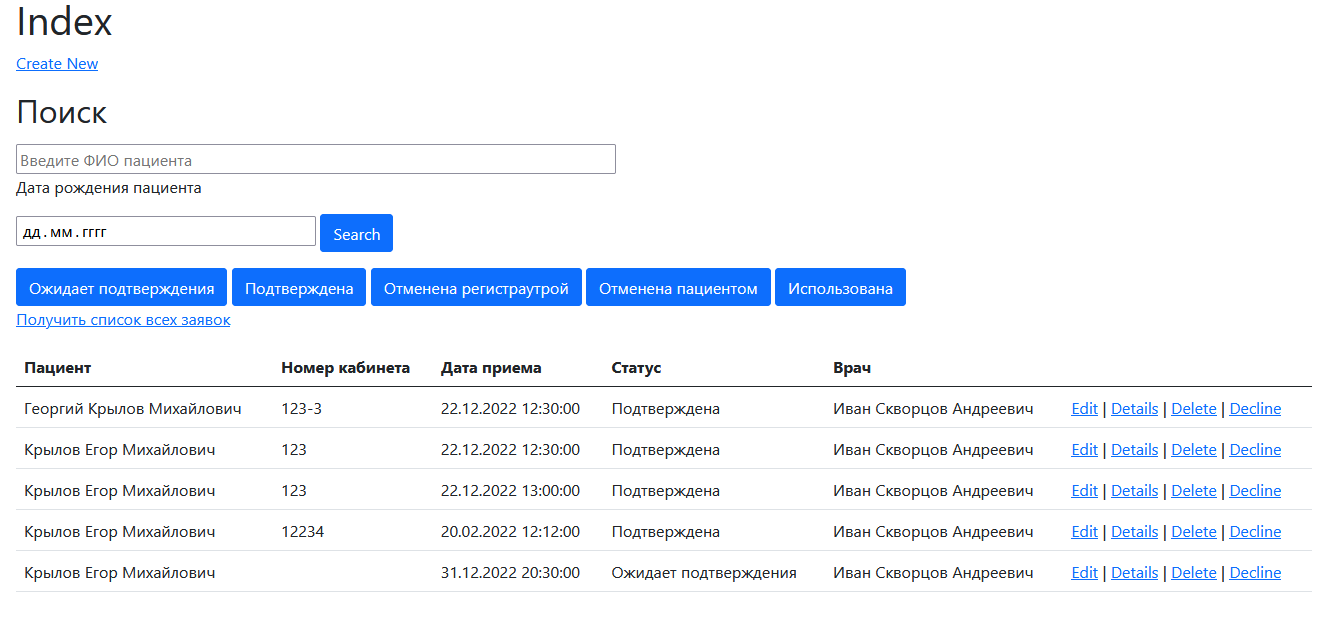 Index
Create New
Поиск
Введите ФИО пациента
Дата рождения пациента
дд.мм.гггг Search
Ожидает подтверждения Подтверждена Отменена регистраутрой Отменена пациентом Использована
Получить список всех заявок
Пациент Номер кабинета Дата приема Статус Врач
Георгий Крылов Михайлович 123-3 22.12.2022 12:30:00 Подтверждена Иван Скворцов Андреевич Edit | Details | Delete | Decline
Крылов Егор Михайлович 123 22.12.2022 12:30:00 Подтверждена Иван Скворцов Андреевич Edit | Details | Delete | Decline
Крылов Егор Михайлович 123 22.12.2022 13:00:00 Подтверждена Иван Скворцов Андреевич Edit | Details | Delete | Decline
Крылов Егор Михайлович 12234 20.02.2022 12:12:00 Подтверждена Иван Скворцов Андреевич Edit | Details | Delete | Decline
Крылов Егор Михайлович 31.12.2022 20:30:00 Ожидает подтверждения Иван Скворцов Андреевич Edit | Details | Delete | Decline